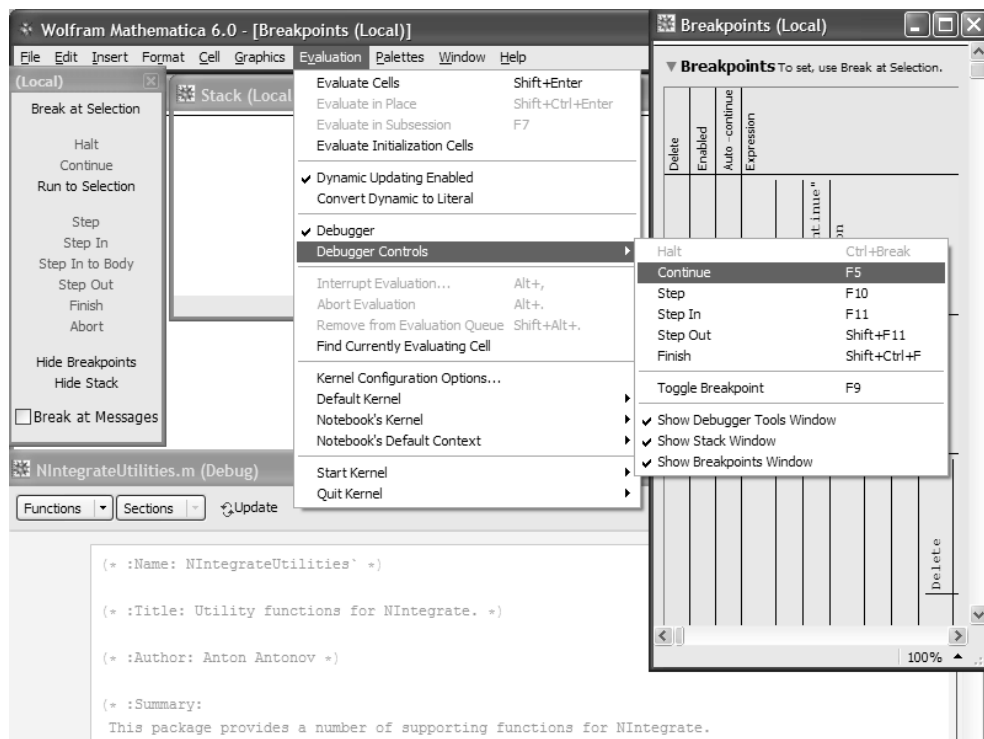 Wolfram Mathematica 6.0 - [Breakpoints (Local)]
File Edit Insert Format Cell Graphics Evaluation Palettes Window Help
(Local)
Break at Selection
Halt
Continue
Run to Selection
Step
Step In
Step In to Body
Step Out
Finish
Abort
Hide Breakpoints
Hide Stack
Break at Messages
Stack (Local
Evaluate Cells Shift+Enter
Evaluate in Place Shift+Ctrl+Enter
Evaluate in Subsession F7
Evaluate Initialization Cells
Dynamic Updating Enabled
Convert Dynamic to Literal
Debugger
Debugger Controls
Interrupt Evaluation... Alt+,
Abort Evaluation Alt+.
Remove from Evaluation Queue Shift+Alt+.
Find Currently Evaluating Cell
Kernel Configuration Options...
Default Kernel
Notebook's Kernel
Notebook's Default Context
Start Kernel
Quit Kernel
Halt Ctrl+Break
Continue F5
Step F10
Step In F11
Step Out Shift+F11
Finish Shift+Ctrl+F
Toggle Breakpoint F9
Show Debugger Tools Window
Show Stack Window
Show Breakpoints Window
Breakpoints (Local)
Breakpoints To set, use Break at Selection.
Delete
Enabled
Auto-continue
Expression
tinue"
on
Delete
100%
NIntegrateUtilities.m (Debug)
Functions Sections Update
(* :Name: NIntegrateUtilities` *)
(* :Title: Utility functions for NIntegrate. *)
(* :Author: Anton Antonov *)
(* :Summary:
This package provides a number of supporting functions for NIntegrate.